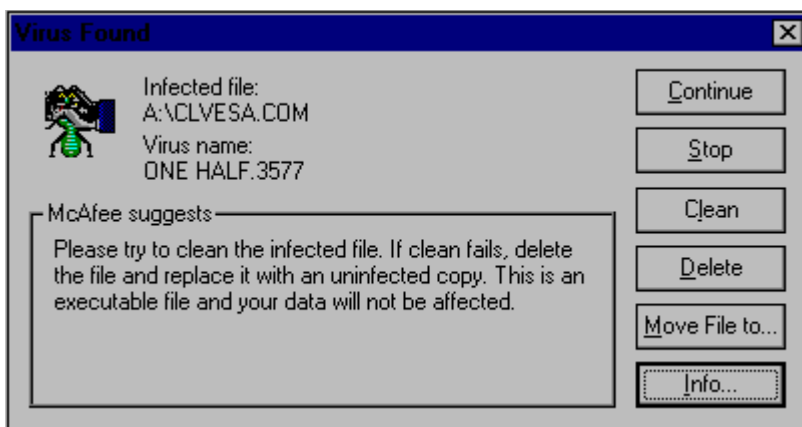 Virus Found
Infected file:
A:\CLVESA.COM
Virus name:
ONE HALF.3577
McAfee suggests
Please try to clean the infected file. If clean fails, delete
the file and replace it with an uninfected copy. This is an
executable file and your data will not be affected.
Continue
Stop
Clean
Delete
Move File to...
Info...